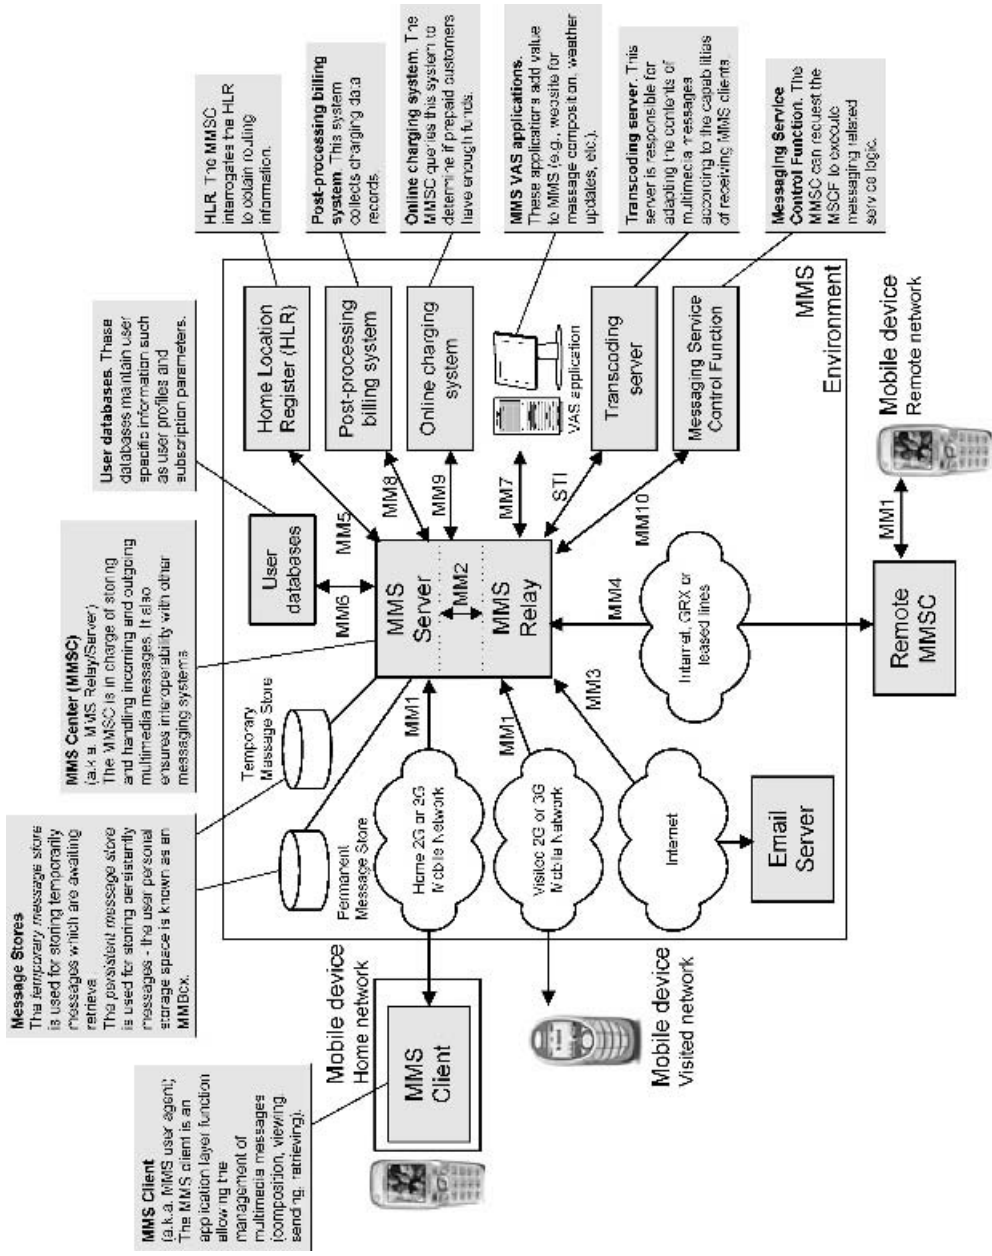 MMS Client
(a.k.a. MMS user agent)
The MMS client is an
application layer function
allowing the
management of
multimedia messages
(composition, viewing,
sending, retrieving).
Message Stores
The temporary message store
is used for storing temporarily
messages which are awaiting
retrieval
The persistent message store
is used for storing persistently
messages - the user personal
storage space is known as an
MMBox.
MMS Center (MMSC)
(a.k.a. MMS Relay/Server)
The MMSC is in charge of storing
and handling incoming and outgoing
multimedia messages. It also
ensures interoperability with other
messaging systems
User databases. These
databases maintain user
specific information such
as user profiles and
subscription parameters.
HLR. The MMSC
interrogates the HLR
to obtain routing
information.
Post-processing billing
system. This system
collects charging data
records.
Online charging system. The
MMSC queries this system to
determine if prepaid customers
have enough funds.
MMS VAS applications.
These applications add value
to MMS (e.g., website for
message composition, weather
updates, etc.).
Transcoding server. This
server is responsible for
adapting the contents of
multimedia messages
according to the capabilities
of receiving MMS clients.
Messaging Service
Control Function. The
MMSC can request the
MSCF to execute
messaging related
service logic.
Permanent
Message Store
Temporary
Massage Store
User
databases
MM6
MM5
Home Location
Register (HLR)
MM8
Post-processing
billing system
MM9
Online charging
system
MM7
VAS application
STI
Transcoding
server
MM10
Messaging Service
Control Function
MMS
Server
MM2
MMS
Relay
MM1
Home 2G or 3G
Mobile Network
MM1
Visited 2G or 3G
Mobile Network
MM3
Internet
MM4
Internet, GRX or
leased lines
Email
Server
MMS
Environment
Mobile device
Home network
MMS
Client
Mobile device
Visited network
Remote
MMSC
MM1
Mobile device
Remote network